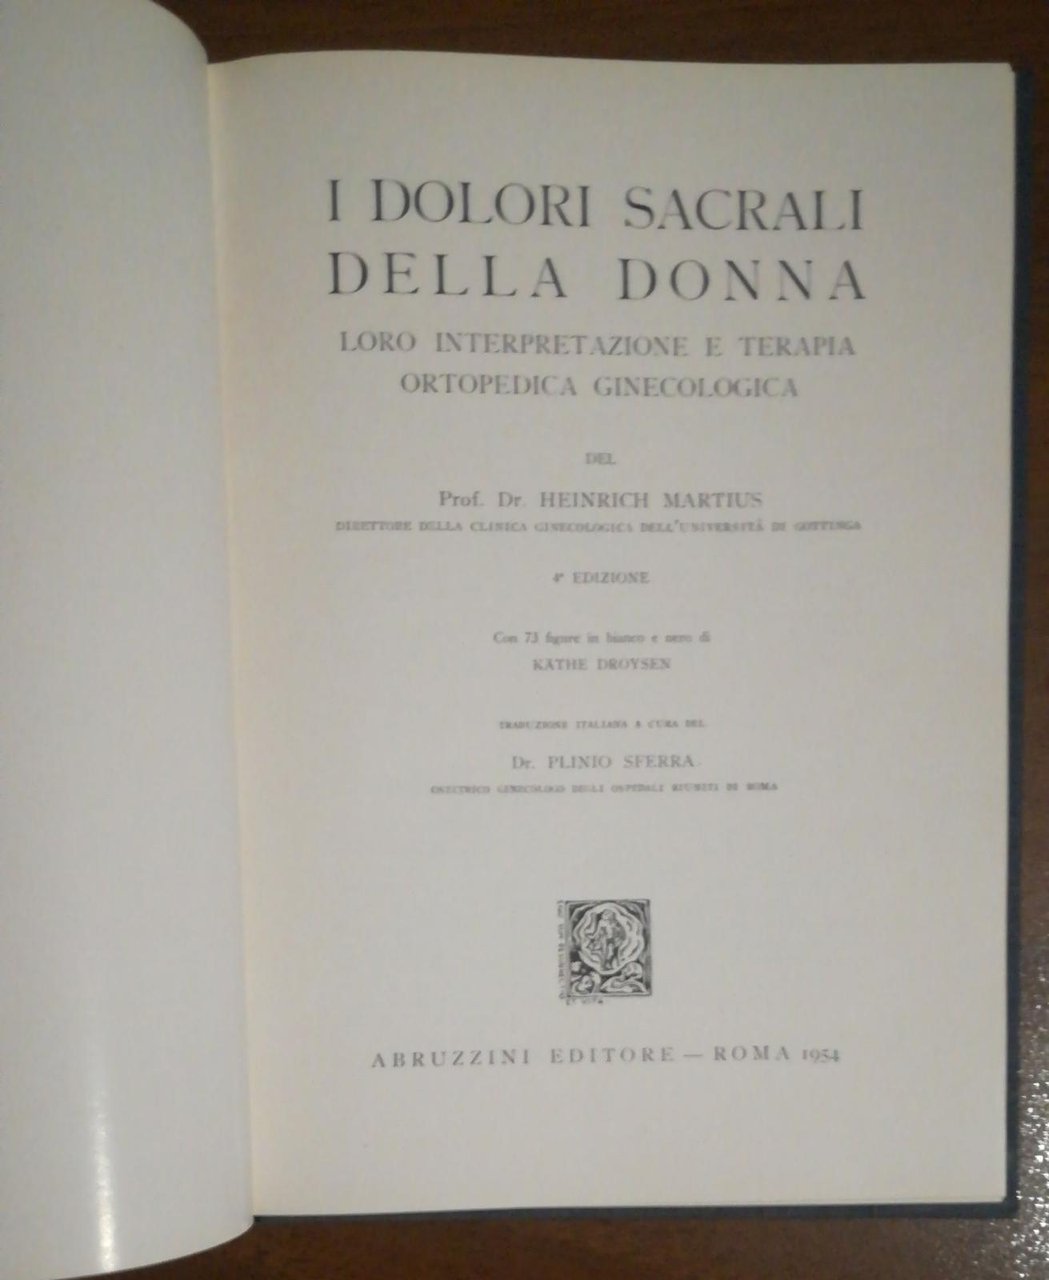 I DOLORI SACRALI
DELLA DONNA
LORO INTERPRETAZIONE E TERAPIA
ORTOPEDICA GINECOLOGICA
DEL
Prof. Dr. HEINRICH MARTIUS
DIRETTORE DELLA CLINICA GINECOLOGICA DELL'UNIVERSITÀ DI GOTTINGA
4ª EDIZIONE
Con 73 figure in bianco e nero di
KÄTHE DROYSEN
TRADUZIONE ITALIANA A CURA DEL
Dr. PLINIO SFERRA
OSTETRICO GINECOLOGO DEGLI OSPEDALI RIUNITI DI ROMA
ABRUZZINI EDITORE — ROMA 1954